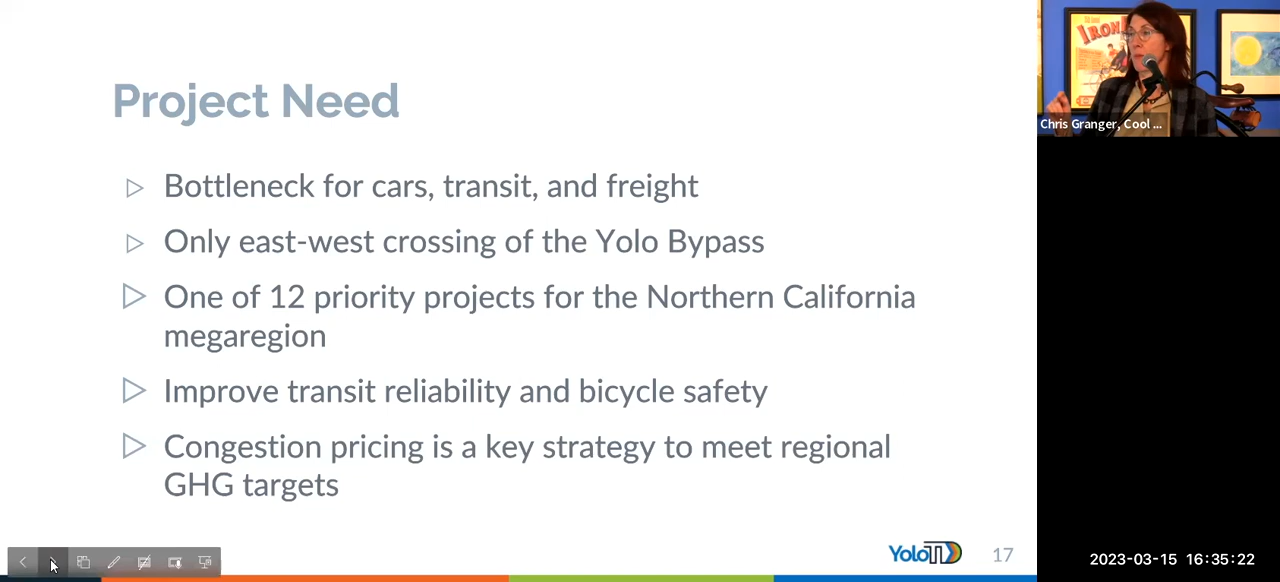 Project Need
Bottleneck for cars, transit, and freight
Only east-west crossing of the Yolo Bypass
One of 12 priority projects for the Northern California
megaregion
Improve transit reliability and bicycle safety
Congestion pricing is a key strategy to meet regional
GHG targets
YoloTD
17
IRON
Chris Granger, Cool ...
2023-03-15 16:35:22